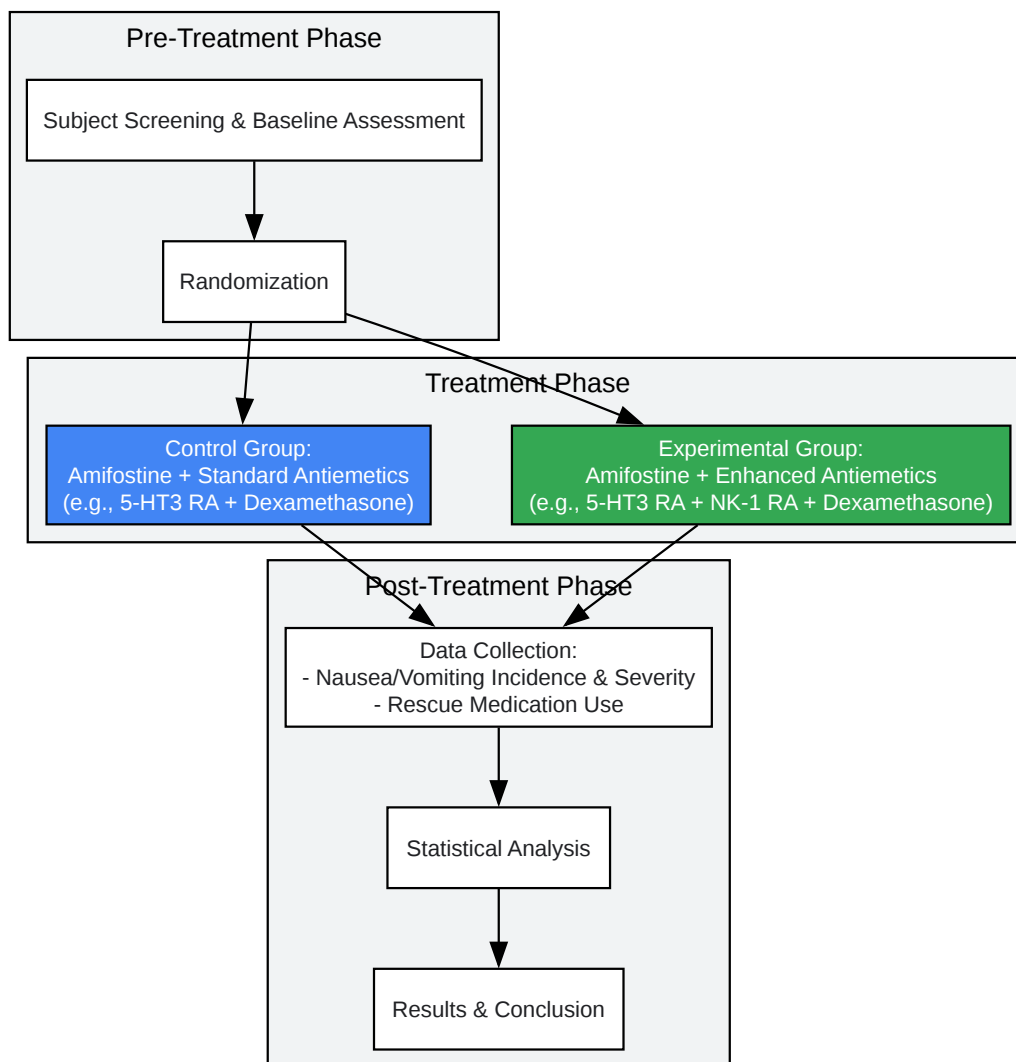 Pre-Treatment Phase
Subject Screening & Baseline Assessment
Randomization
Treatment Phase
Control Group:
Amifostine + Standard Antiemetics
(e.g., 5-HT3 RA + Dexamethasone)
Experimental Group:
Amifostine + Enhanced Antiemetics
(e.g., 5-HT3 RA + NK-1 RA + Dexamethasone)
Post-Treatment Phase
Data Collection:
- Nausea/Vomiting Incidence & Severity
- Rescue Medication Use
Statistical Analysis
Results & Conclusion